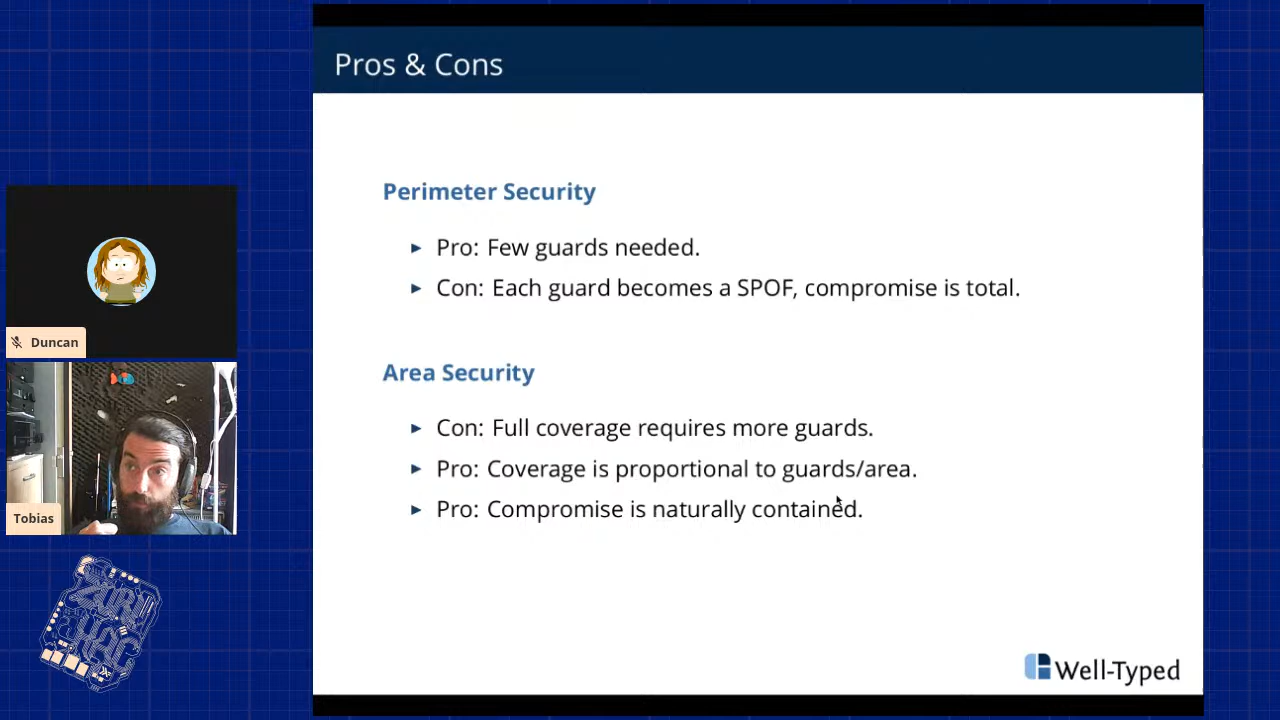 Pros & Cons
Perimeter Security
▶ Pro: Few guards needed.
▶ Con: Each guard becomes a SPOF, compromise is total.
Area Security
▶ Con: Full coverage requires more guards.
▶ Pro: Coverage is proportional to guards/area.
▶ Pro: Compromise is naturally contained.
Well-Typed
Duncan
Tobias
ZURI
HAC